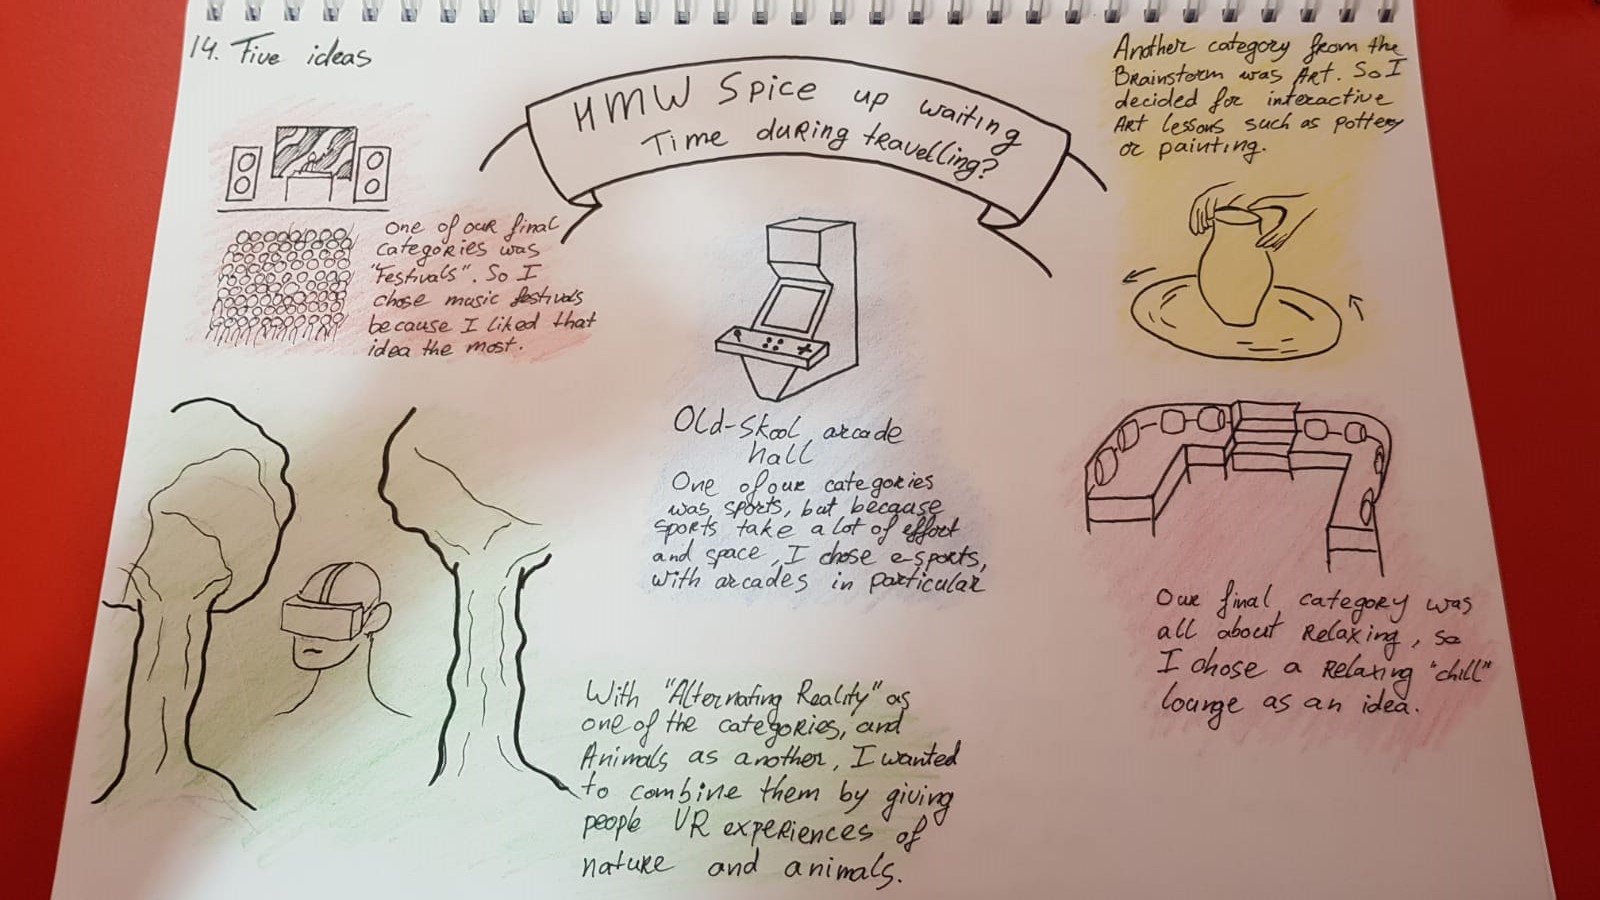 14. Five ideas
HMW Spice up waiting
Time during travelling?
One of our final
categories was
"Festivals". So I
chose music festivals
because I liked that
idea the most.
Old-Skool arcade
hall
One of our categories
was sports, but because
sports take a lot of effort
and space, I chose e-sports,
with arcades in particular
Another category from the
Brainstorm was Art. So I
decided for interactive
Art lessons such as pottery
or painting.
With "Alternating Reality" as
one of the categories, and
Animals as another, I wanted
to combine them by giving
people VR experiences of
nature and animals.
Our final category was
all about relaxing, so
I chose a relaxing "chill"
lounge as an idea.